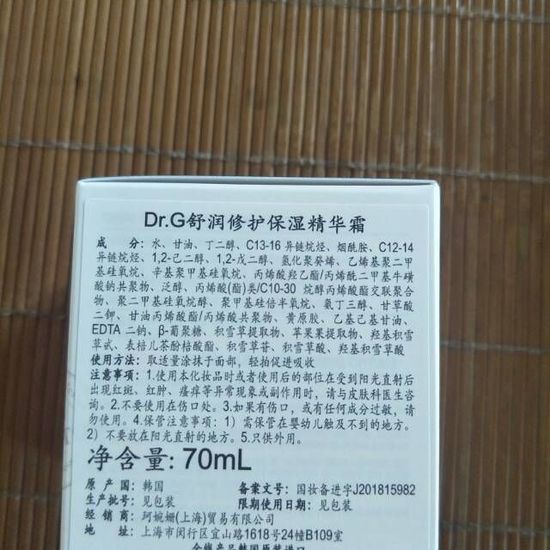 Dr.G舒润修护保湿精华霜
成 分：水、甘油、丁二醇、C13-16 异链烷烃、烟酰胺、C12-14
异链烷烃、1,2-己二醇、1,2-戊二醇、氢化聚癸烯、乙烯基聚二甲
基硅氧烷、辛基聚甲基硅氧烷、丙烯酸羟乙酯/丙烯酰二甲基牛磺
酸钠共聚物、泛醇、丙烯酸(酯)类/C10-30 烷醇丙烯酸酯交联聚合
物、聚二甲基硅氧烷醇、聚甲基硅倍半氧烷、氨丁三醇、甘草酸
二钾、甘油丙烯酸酯/丙烯酸共聚物、黄原胶、乙基己基甘油、
EDTA 二钠、β-葡聚糖、积雪草提取物、苹果果提取物、羟基积雪
草甙、表桔儿茶酚桔酸酯、积雪草苷、积雪草酸、羟基积雪草酸
使用方法：取适量涂抹于面部，轻拍促进吸收
注意事项：1.使用本化妆品时或者使用后的部位在受到阳光直射后
出现红斑、红肿、瘙痒等异常现象或副作用时，请与皮肤科医生咨
询。2.不要使用在伤口处。3.如果有伤口，或有任何成分过敏，请
勿使用。4.保管注意事项：1）需保管在婴幼儿触及不到的地方。
2）不要放在阳光直射的地方。5.只供外用。
净含量: 70mL
原 产 国：韩国 备案文号：国妆备进字J201815982
生产批号：见包装 限期使用日期：见包装
经 销 商：珂婉姗(上海)贸易有限公司
地 址：上海市闵行区宜山路1618号24幢B109室
全线产品韩国原装进口